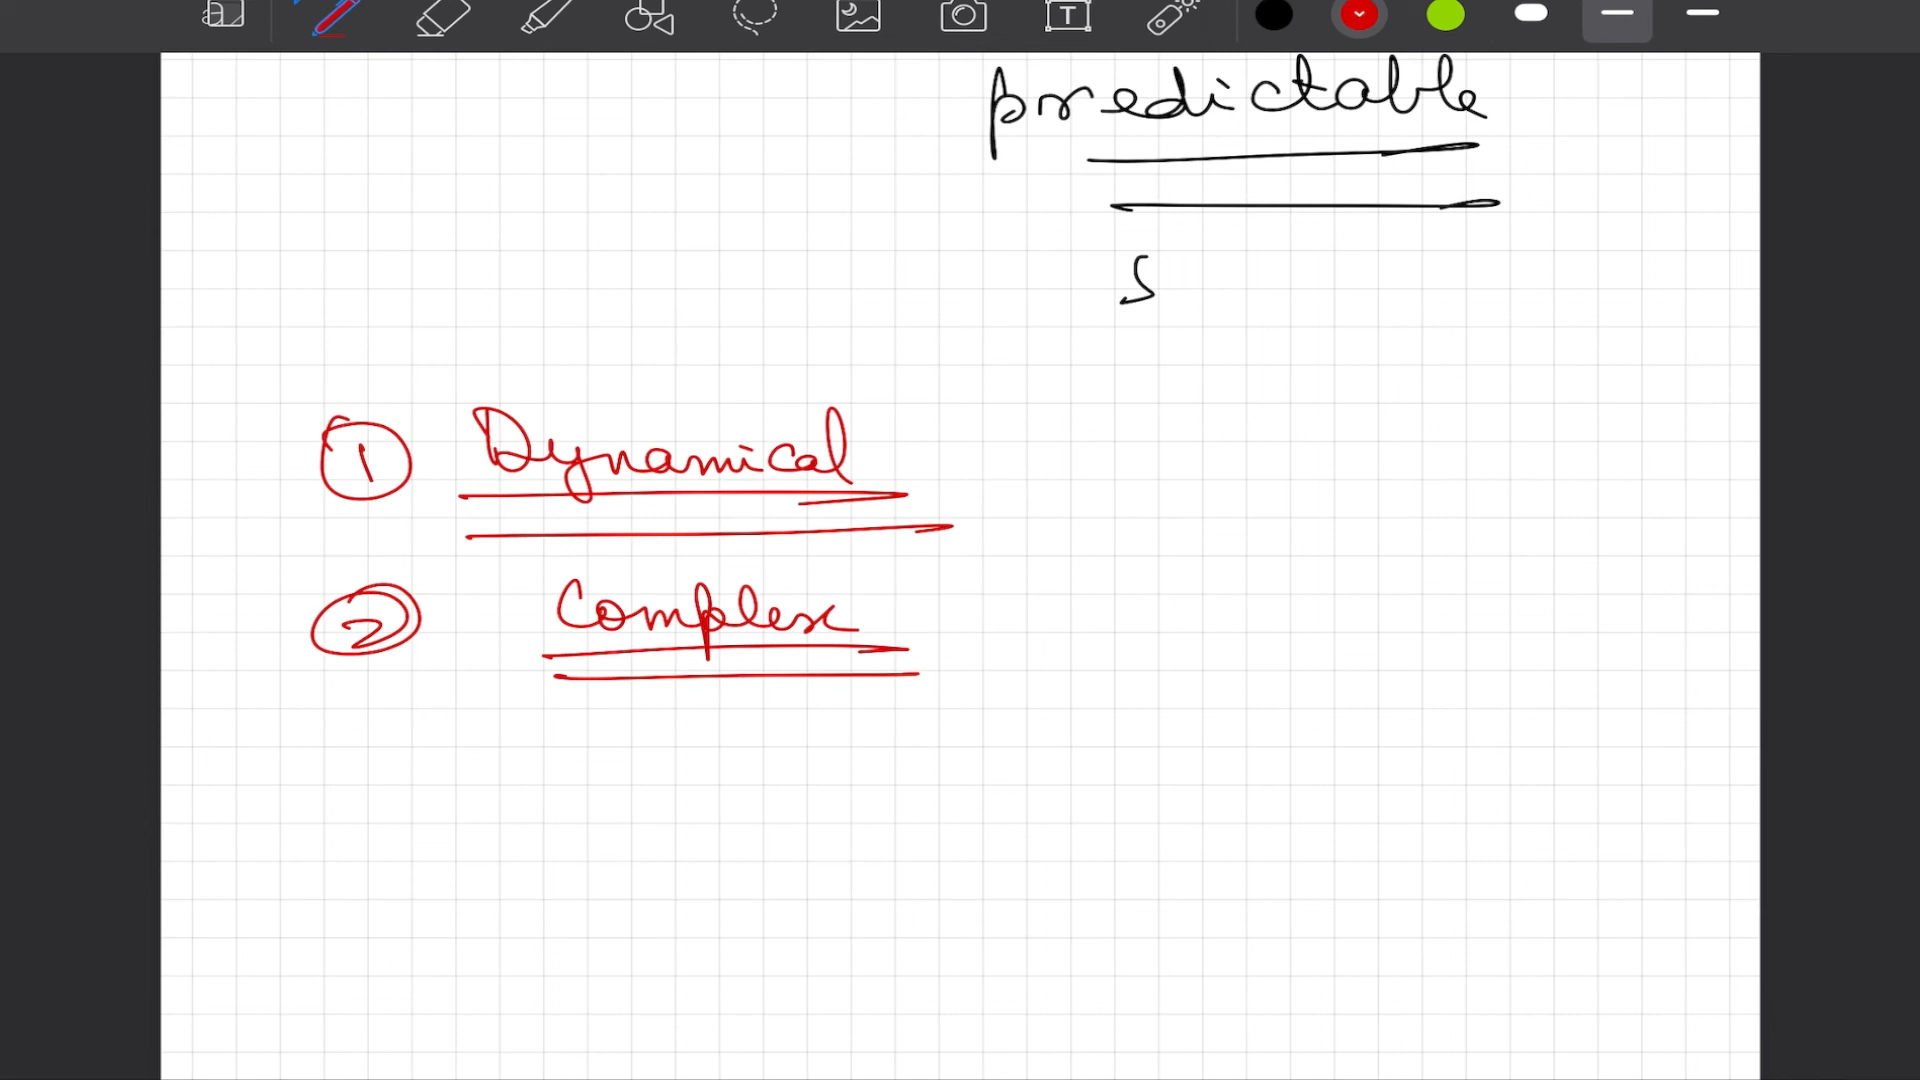 predictable
S
① Dynamical
② Complex